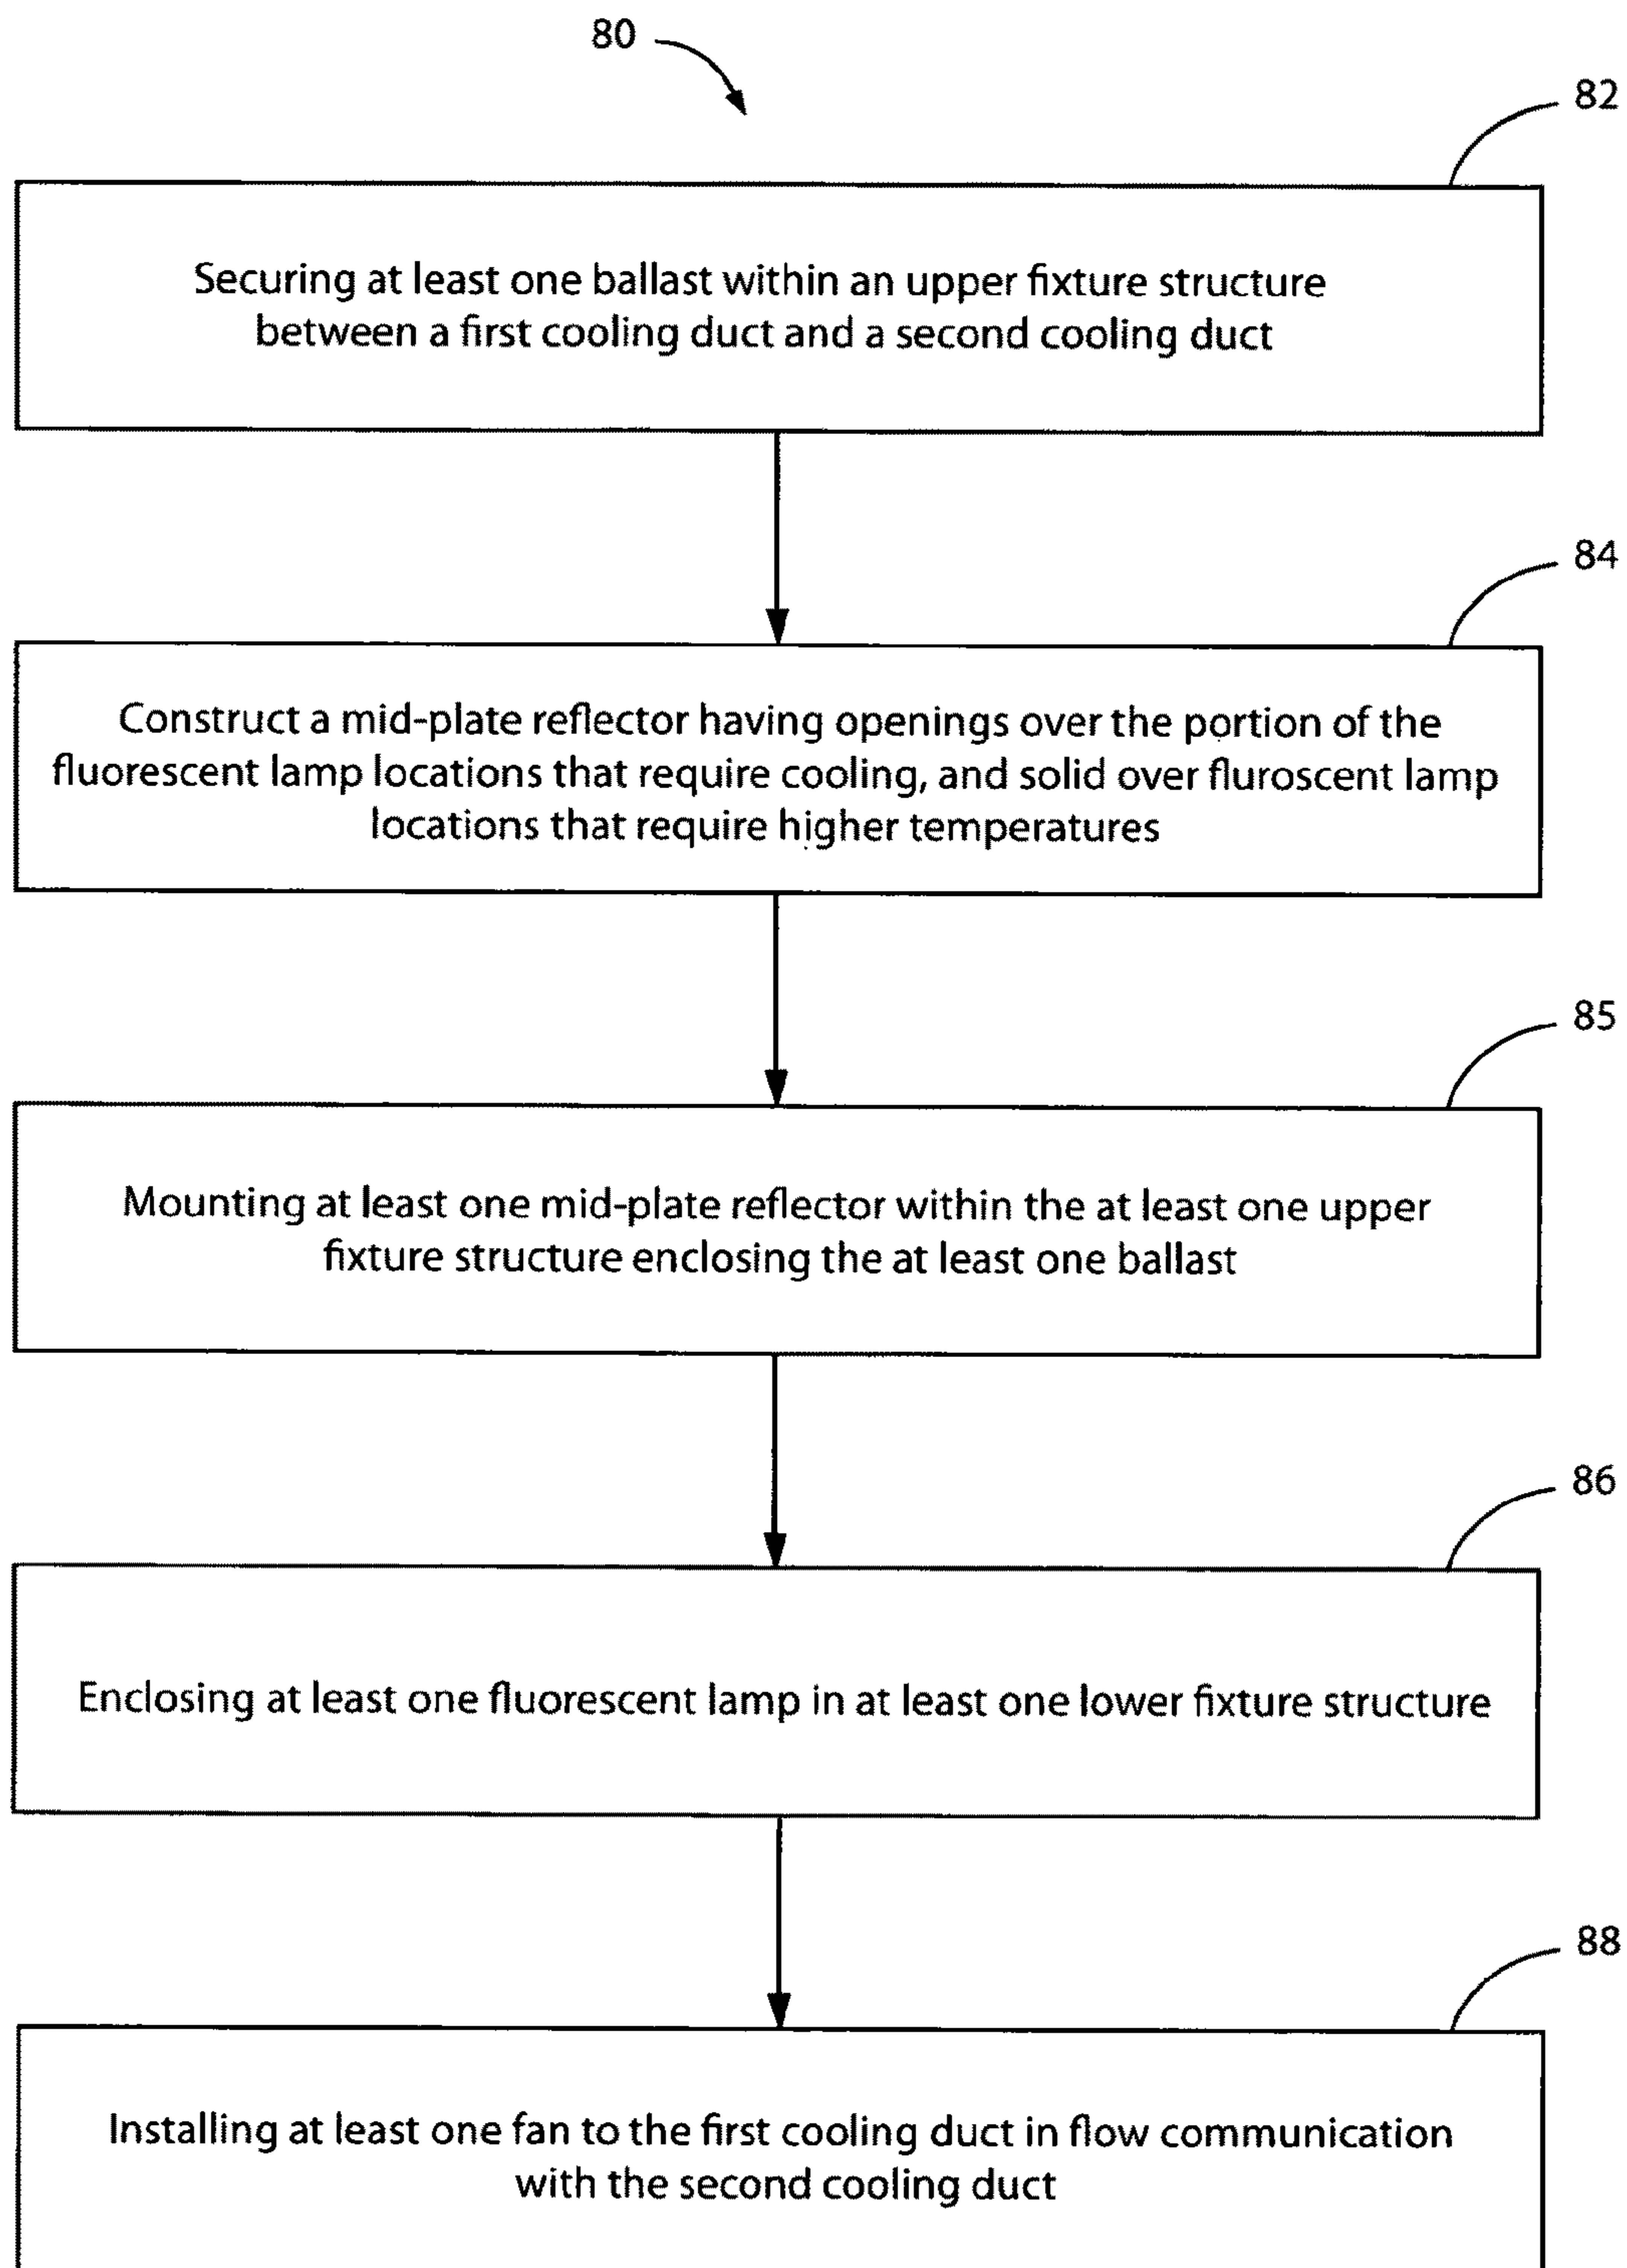 80
82
Securing at least one ballast within an upper fixture structure
between a first cooling duct and a second cooling duct
84
Construct a mid-plate reflector having openings over the portion of the
fluorescent lamp locations that require cooling, and solid over fluroscent lamp
locations that require higher temperatures
85
Mounting at least one mid-plate reflector within the at least one upper
fixture structure enclosing the at least one ballast
86
Enclosing at least one fluorescent lamp in at least one lower fixture structure
88
Installing at least one fan to the first cooling duct in flow communication
with the second cooling duct